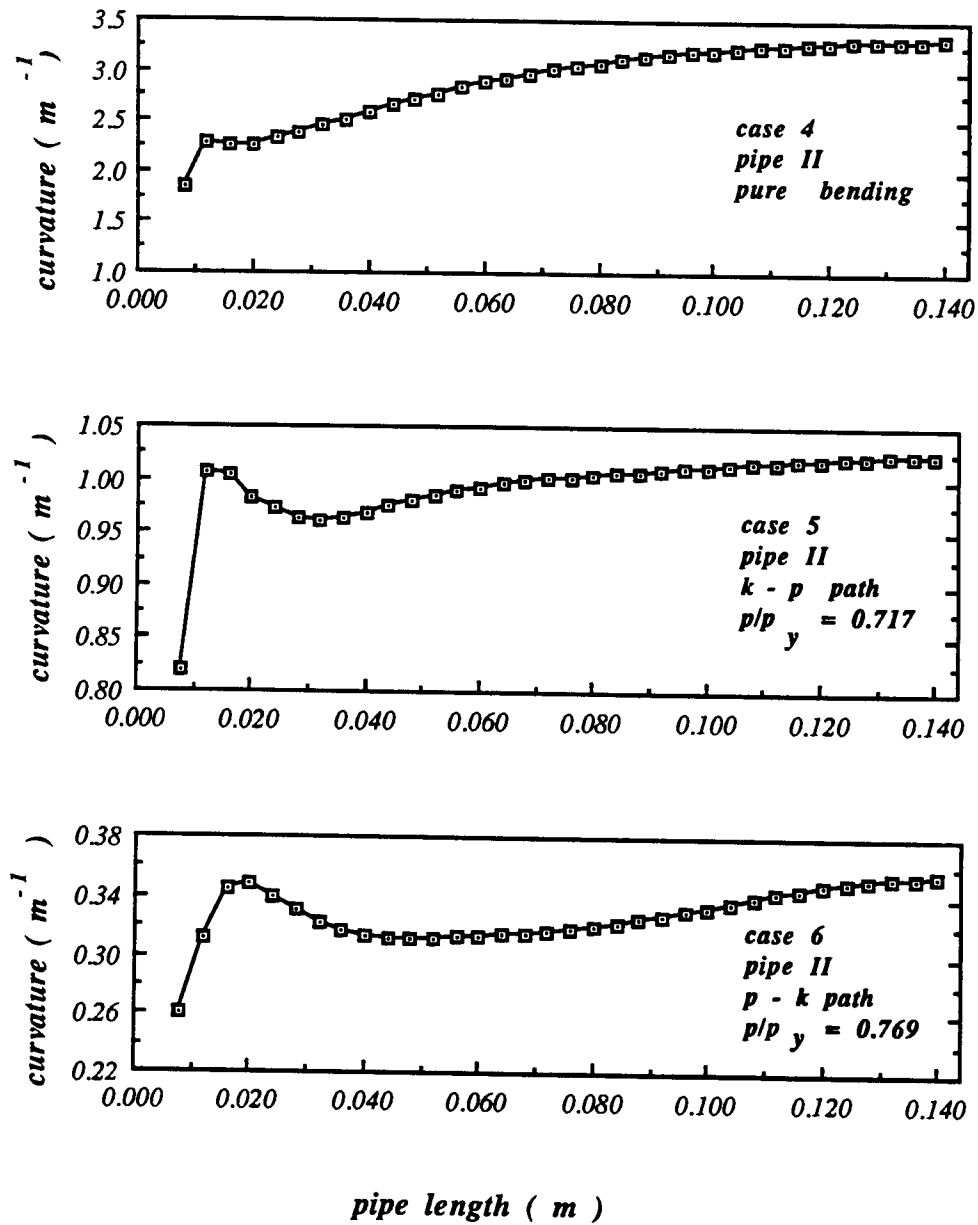 curvature ( m -1 )
3.5
3.0
2.5
2.0
1.5
1.0
0.000 0.020 0.040 0.060 0.080 0.100 0.120 0.140
case 4
pipe II
pure bending
curvature ( m -1 )
1.05
1.00
0.95
0.90
0.85
0.80
0.000 0.020 0.040 0.060 0.080 0.100 0.120 0.140
case 5
pipe II
k - p path
p/p y = 0.717
curvature ( m -1 )
0.38
0.34
0.30
0.26
0.22
0.000 0.020 0.040 0.060 0.080 0.100 0.120 0.140
case 6
pipe II
p - k path
p/p y = 0.769
pipe length ( m )